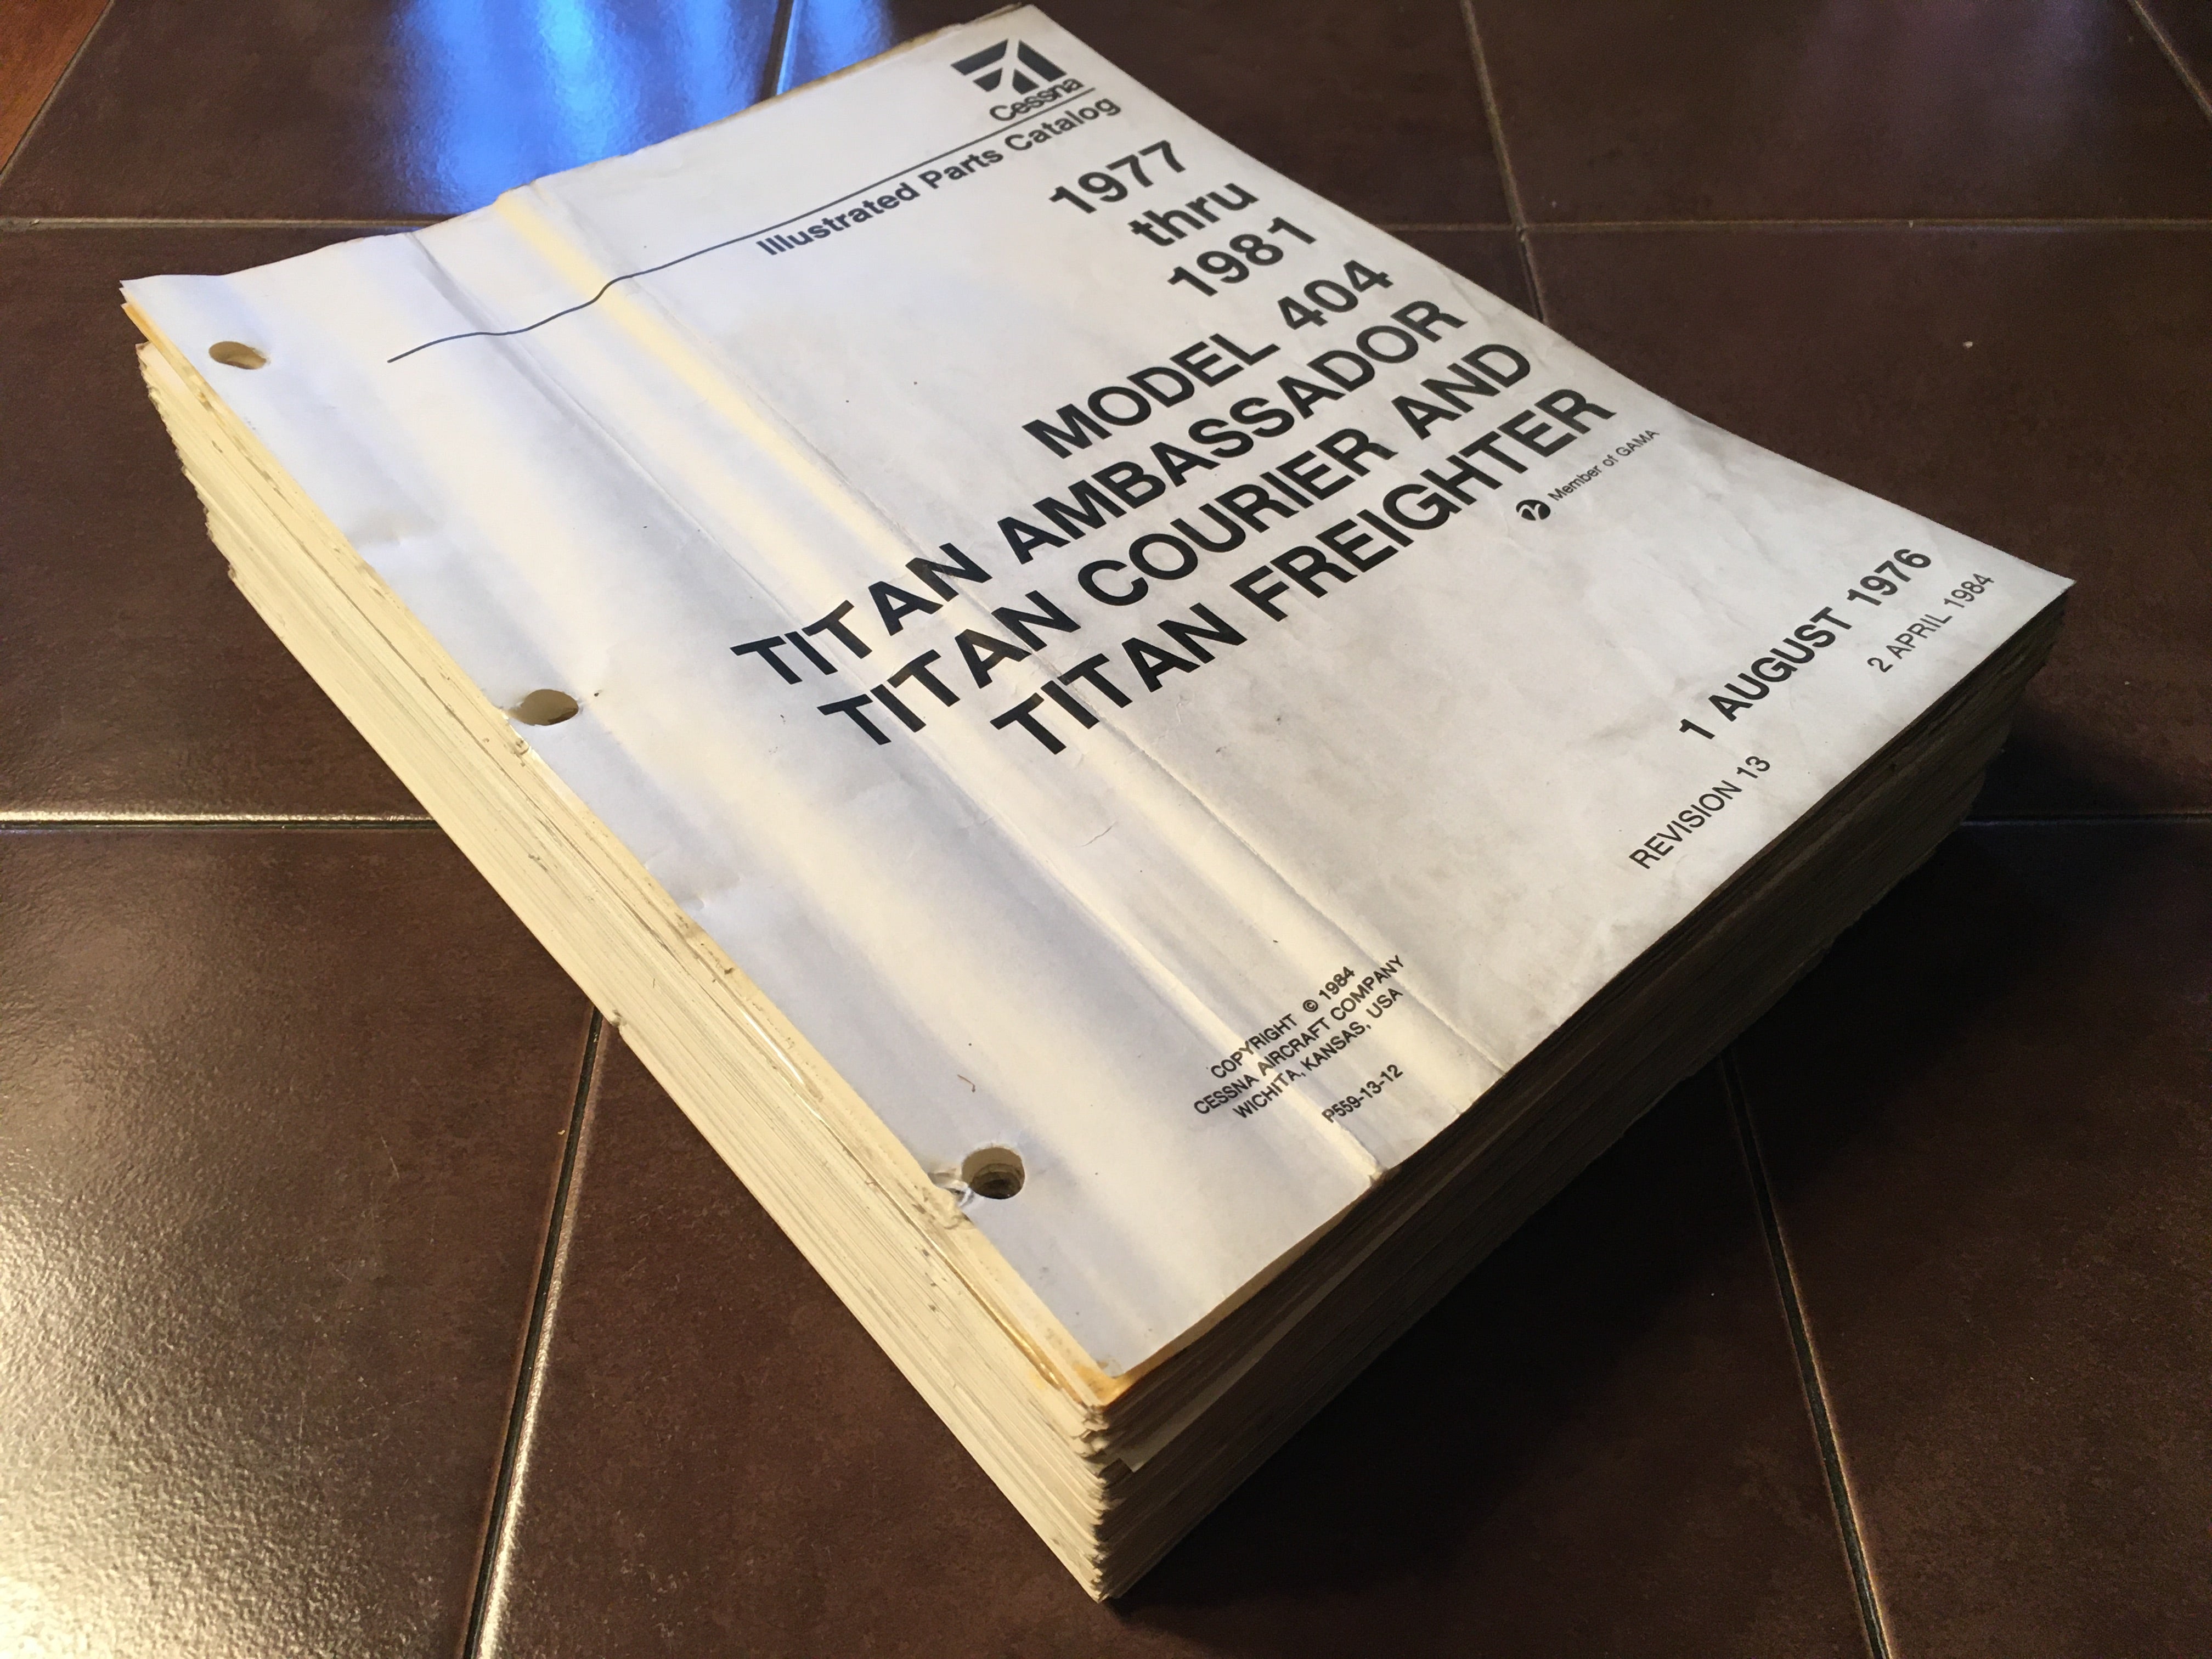 Cessna
Illustrated Parts Catalog
1977
thru
1981
MODEL 404
TITAN AMBASSADOR
TITAN COURIER AND
TITAN FREIGHTER
Member of GAMA
1 AUGUST 1976
2 APRIL 1984
REVISION 13
COPYRIGHT © 1984
CESSNA AIRCRAFT COMPANY
WICHITA, KANSAS, USA
P559-13-12